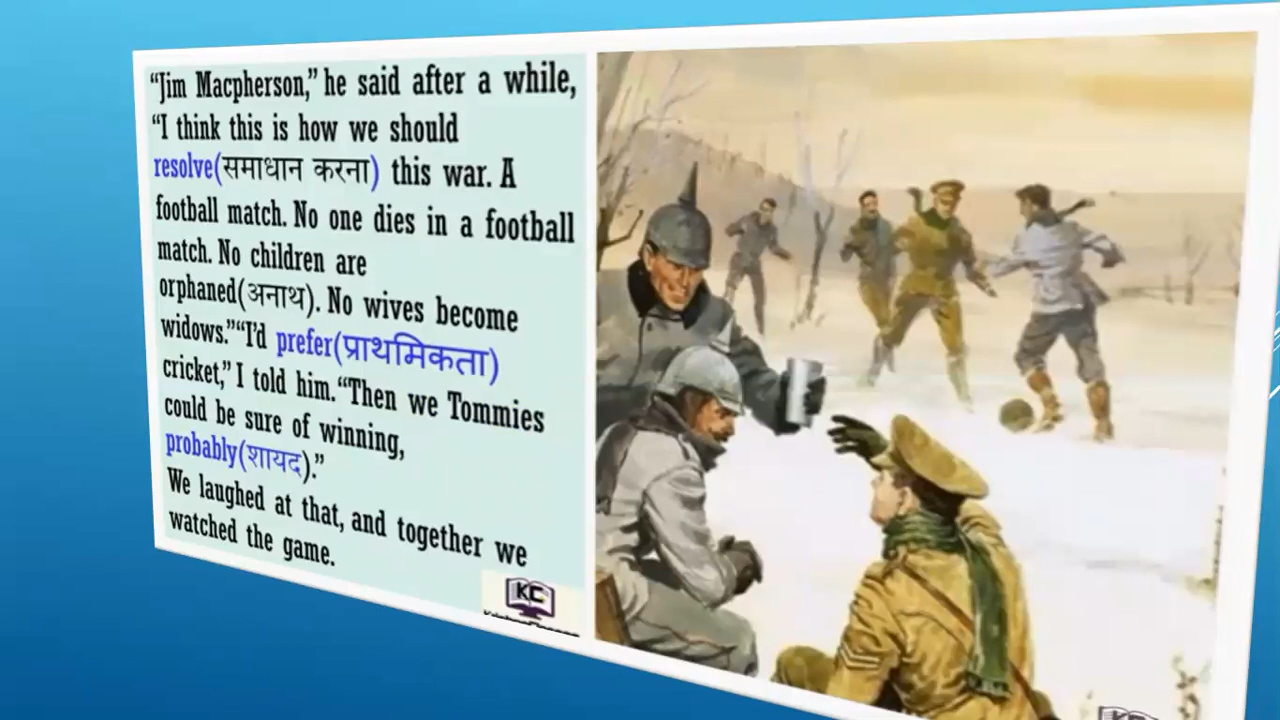 “Jim Macpherson,” he said after a while,
“I think this is how we should
resolve(समाधान करना) this war. A
football match. No one dies in a football
match. No children are
orphaned(अनाथ). No wives become
widows.”“I’d prefer(प्राथमिकता)
cricket,” I told him.“Then we Tommies
could be sure of winning,
probably(शायद).”
We laughed at that, and together we
watched the game.
KC